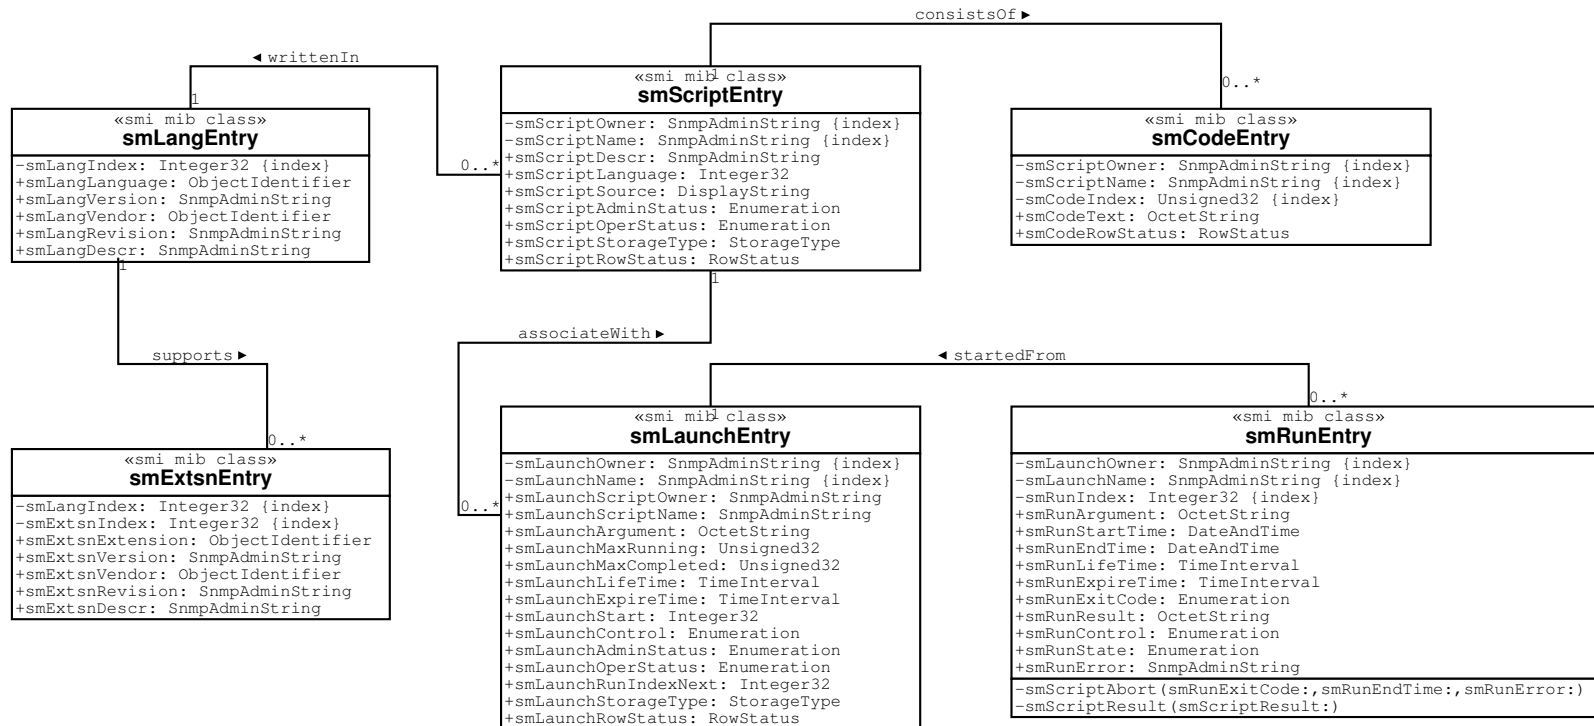 consistsOf ►
◄ writtenIn
1
0..*
1
0..*
«smi mib class»
smLangEntry
-smLangIndex: Integer32 {index}
+smLangLanguage: ObjectIdentifier
+smLangVersion: SnmpAdminString
+smLangVendor: ObjectIdentifier
+smLangRevision: SnmpAdminString
+smLangDescr: SnmpAdminString
1
«smi mib class»
smScriptEntry
-smScriptOwner: SnmpAdminString {index}
-smScriptName: SnmpAdminString {index}
+smScriptDescr: SnmpAdminString
+smScriptLanguage: Integer32
+smScriptSource: DisplayString
+smScriptAdminStatus: Enumeration
+smScriptOperStatus: Enumeration
+smScriptStorageType: StorageType
+smScriptRowStatus: RowStatus
1
«smi mib class»
smCodeEntry
-smScriptOwner: SnmpAdminString {index}
-smScriptName: SnmpAdminString {index}
-smCodeIndex: Unsigned32 {index}
+smCodeText: OctetString
+smCodeRowStatus: RowStatus
associateWith ►
supports ►
◄ startedFrom
0..*
0..*
1
0..*
«smi mib class»
smExtsnEntry
-smLangIndex: Integer32 {index}
-smExtsnIndex: Integer32 {index}
+smExtsnExtension: ObjectIdentifier
+smExtsnVersion: SnmpAdminString
+smExtsnVendor: ObjectIdentifier
+smExtsnRevision: SnmpAdminString
+smExtsnDescr: SnmpAdminString
«smi mib class»
smLaunchEntry
-smLaunchOwner: SnmpAdminString {index}
-smLaunchName: SnmpAdminString {index}
+smLaunchScriptOwner: SnmpAdminString
+smLaunchScriptName: SnmpAdminString
+smLaunchArgument: OctetString
+smLaunchMaxRunning: Unsigned32
+smLaunchMaxCompleted: Unsigned32
+smLaunchLifeTime: TimeInterval
+smLaunchExpireTime: TimeInterval
+smLaunchStart: Integer32
+smLaunchControl: Enumeration
+smLaunchAdminStatus: Enumeration
+smLaunchOperStatus: Enumeration
+smLaunchRunIndexNext: Integer32
+smLaunchStorageType: StorageType
+smLaunchRowStatus: RowStatus
«smi mib class»
smRunEntry
-smLaunchOwner: SnmpAdminString {index}
-smLaunchName: SnmpAdminString {index}
-smRunIndex: Integer32 {index}
+smRunArgument: OctetString
+smRunStartTime: DateAndTime
+smRunEndTime: DateAndTime
+smRunLifeTime: TimeInterval
+smRunExpireTime: TimeInterval
+smRunExitCode: Enumeration
+smRunResult: OctetString
+smRunControl: Enumeration
+smRunState: Enumeration
+smRunError: SnmpAdminString
-smScriptAbort(smRunExitCode:,smRunEndTime:,smRunError:)
-smScriptResult(smScriptResult:)